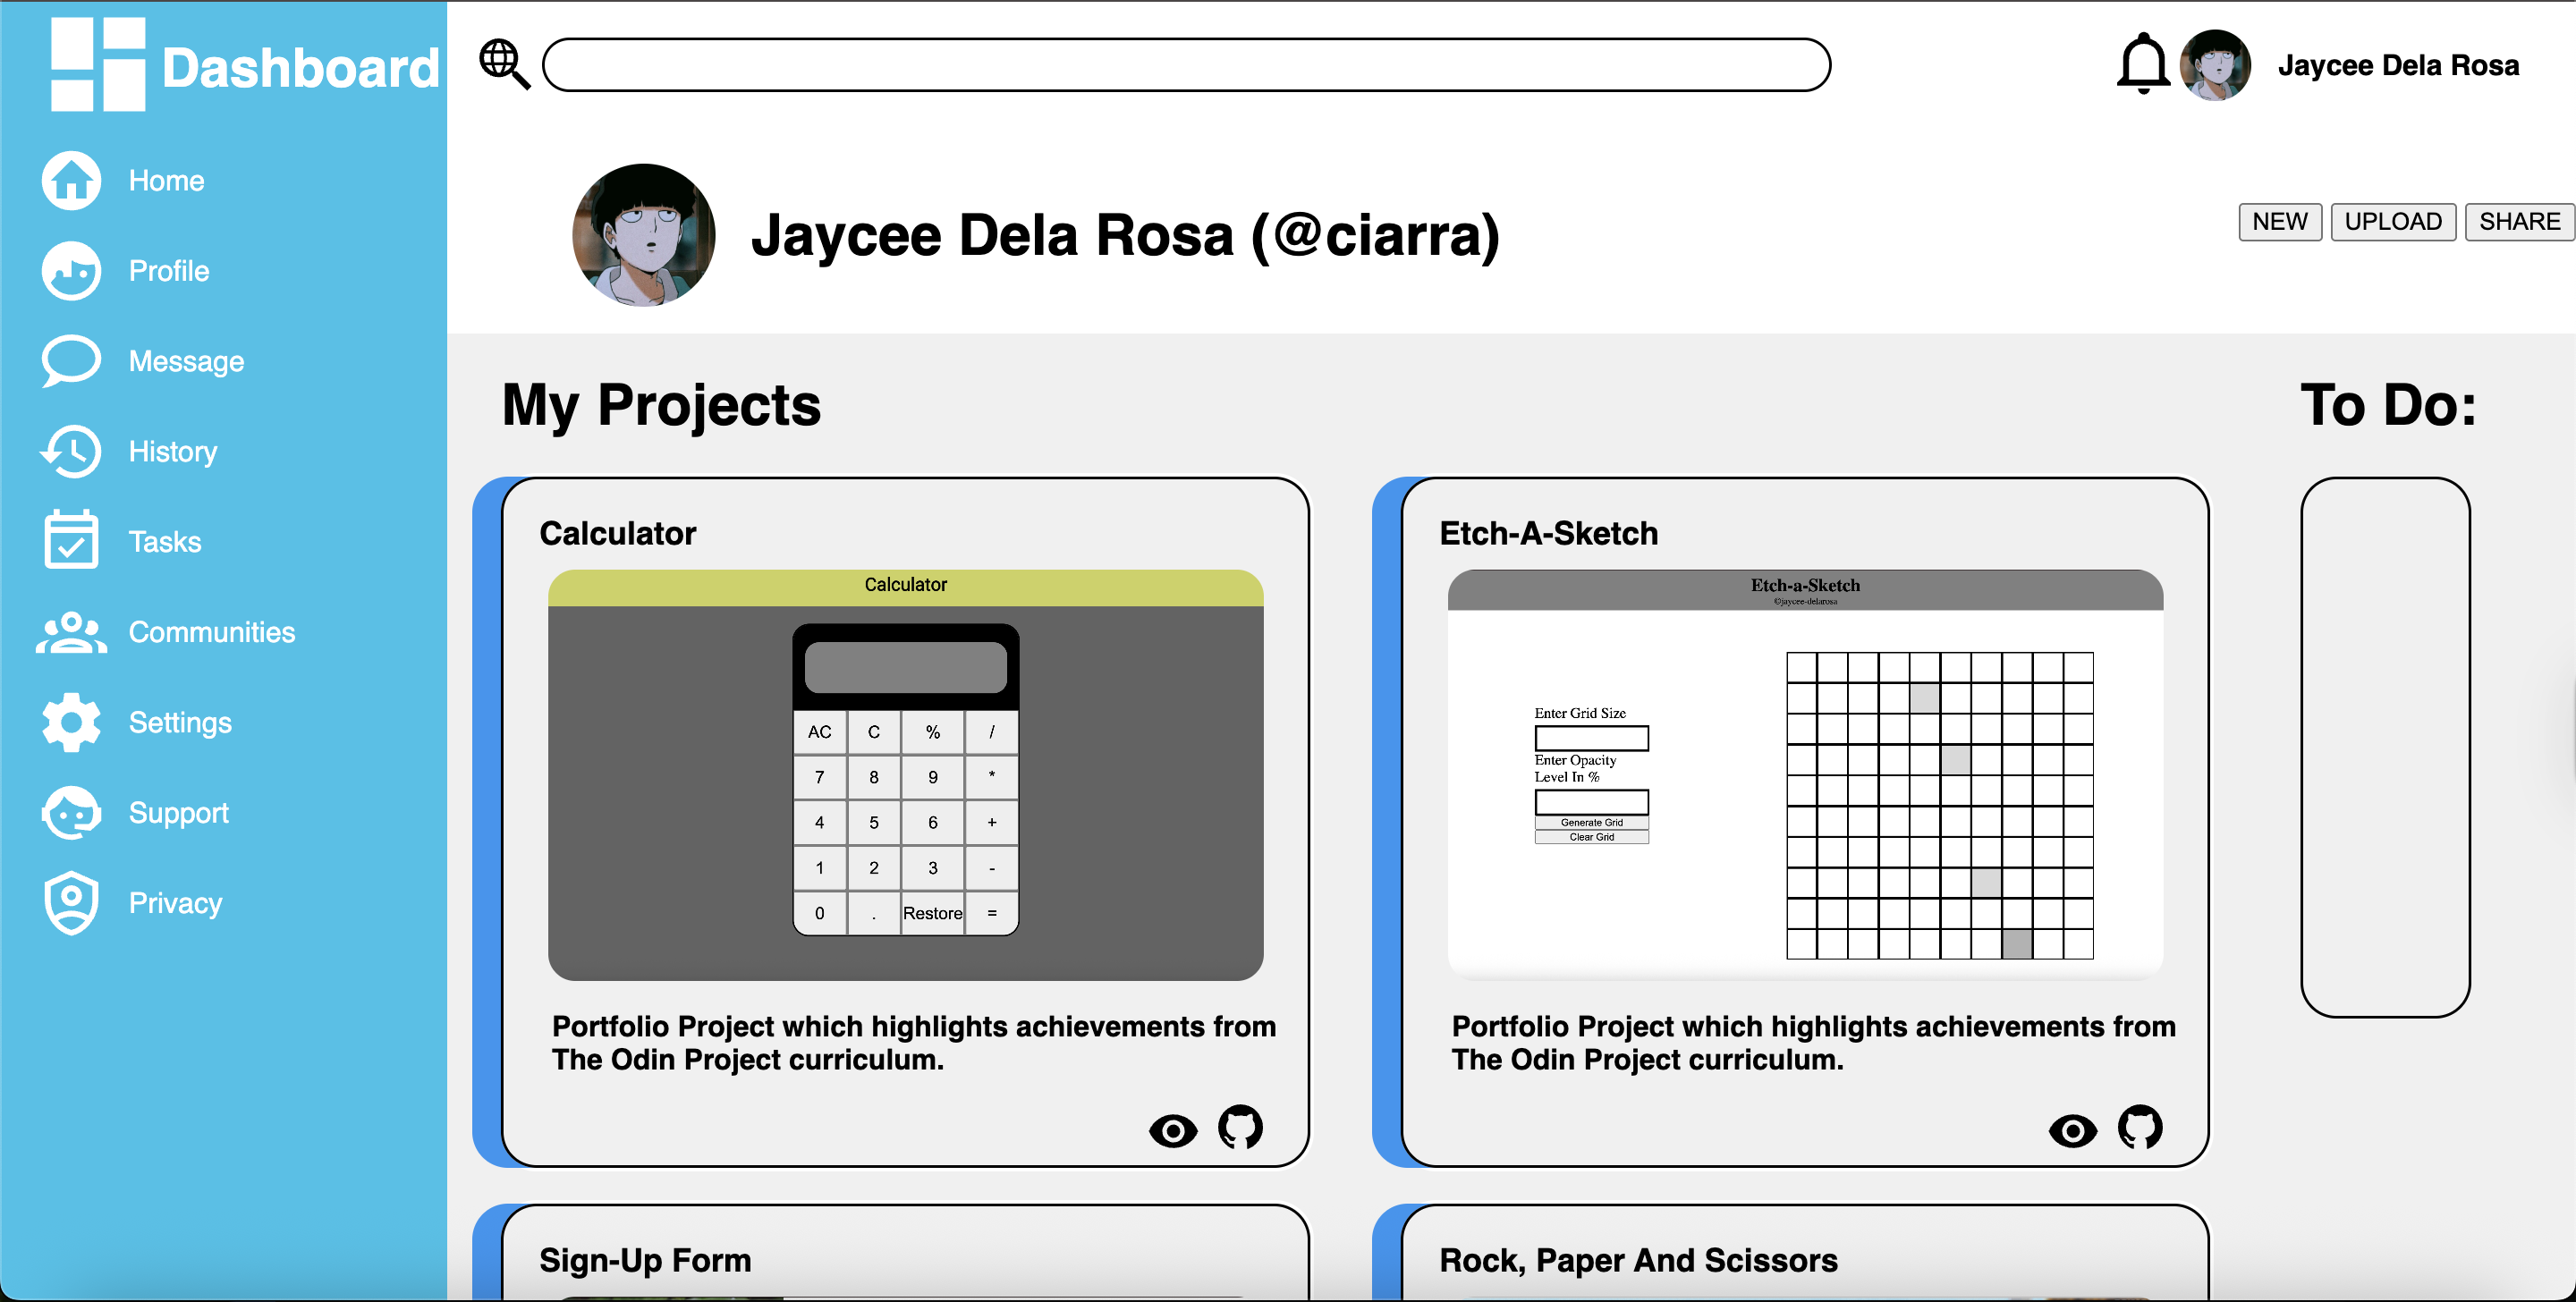 Dashboard
Home
Profile
Message
History
Tasks
Communities
Settings
Support
Privacy
Jaycee Dela Rosa
Jaycee Dela Rosa (@ciarra)
NEW UPLOAD SHARE
My Projects
Calculator
Calculator
AC C % /
7 8 9 *
4 5 6 +
1 2 3 -
0 . Restore =
Portfolio Project which highlights achievements from
The Odin Project curriculum.
Etch-A-Sketch
Etch-a-Sketch
©jaycee-delarosa
Enter Grid Size
Enter Opacity
Level In %
Generate Grid
Clear Grid
Portfolio Project which highlights achievements from
The Odin Project curriculum.
Sign-Up Form
Rock, Paper And Scissors
To Do: